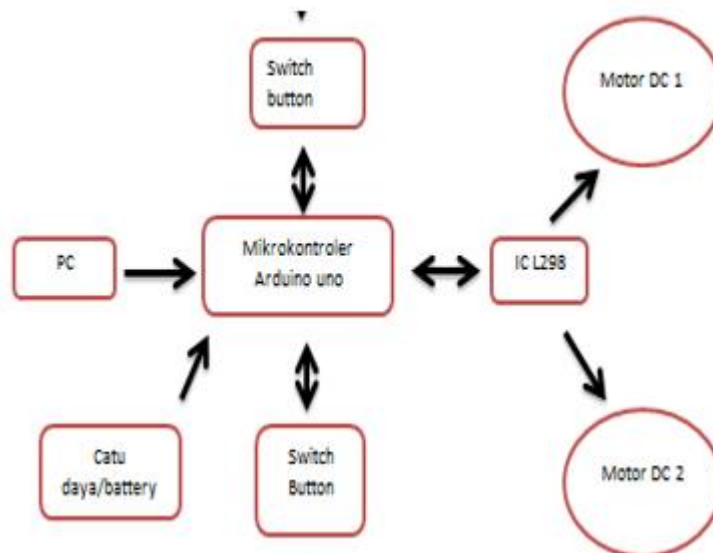 Switch
button
Motor DC 1
PC
Mikrokontroler
Arduino uno
IC L298
Catu
daya/battery
Switch
Button
Motor DC 2